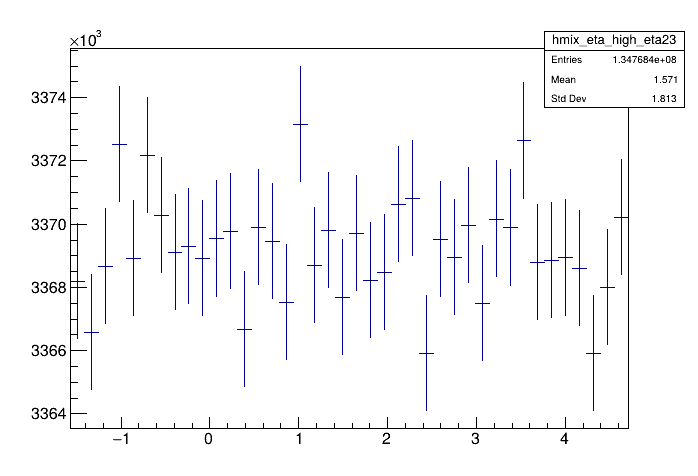 ×10³
hmix_eta_high_eta23
Entries 1.347684e+08
Mean 1.571
Std Dev 1.813
3374
3372
3370
3368
3366
3364
−1 0 1 2 3 4